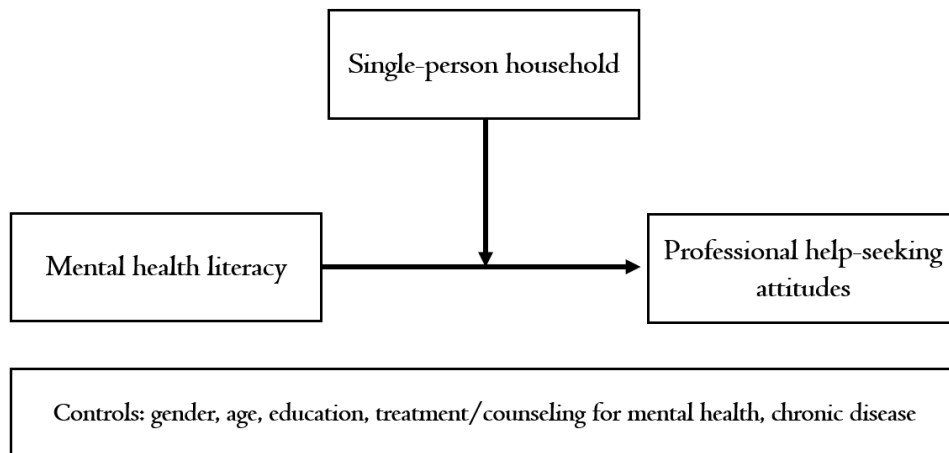 Single-person household
Mental health literacy
Professional help-seeking
attitudes
Controls: gender, age, education, treatment/counseling for mental health, chronic disease